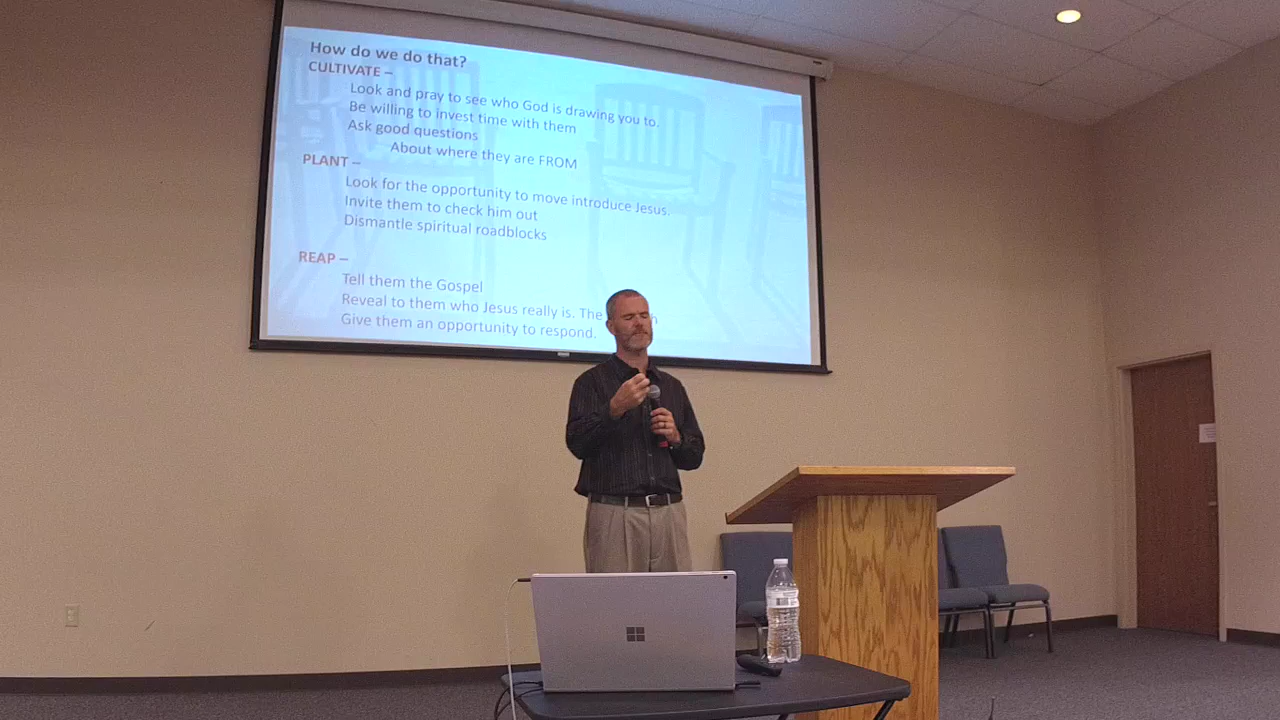 How do we do that?
CULTIVATE –
Look and pray to see who God is drawing you to.
Be willing to invest time with them
Ask good questions
About where they are FROM
PLANT –
Look for the opportunity to move introduce Jesus.
Invite them to check him out
Dismantle spiritual roadblocks
REAP –
Tell them the Gospel
Reveal to them who Jesus really is. The
Give them an opportunity to respond.